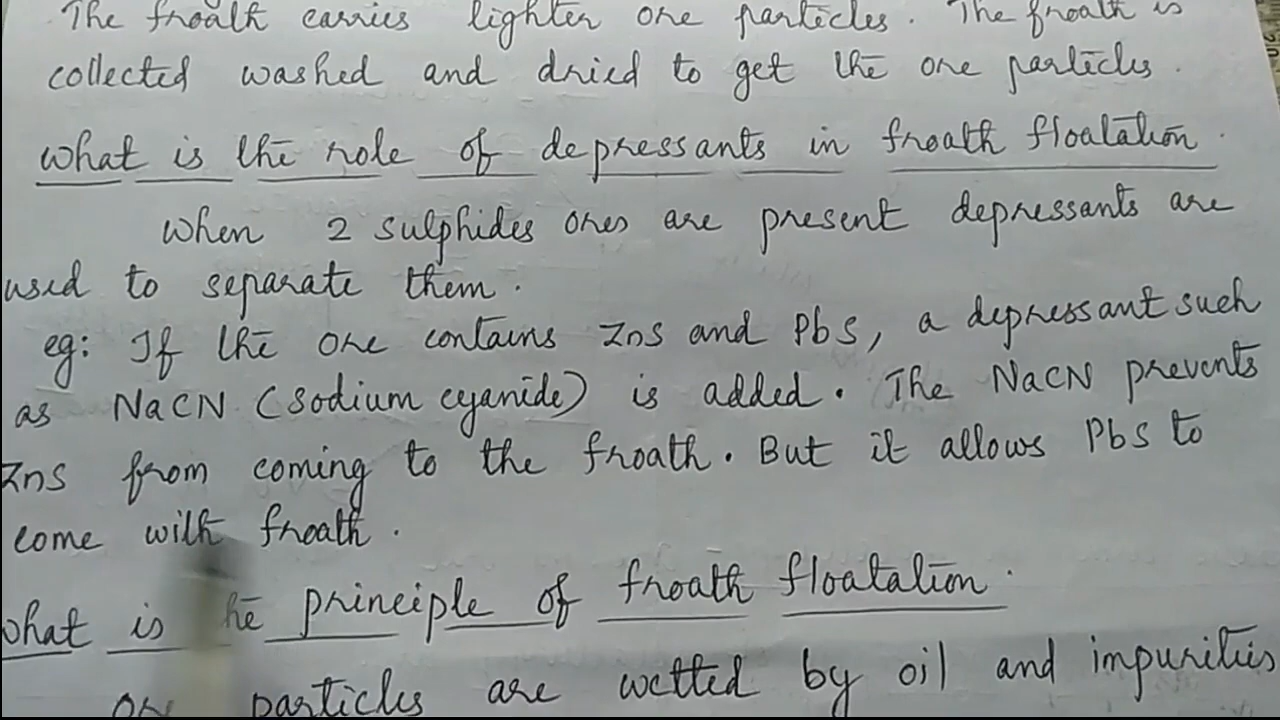 The froath carries lighter ore particles. The froath is
collected washed and dried to get the ore particles.
What is the role of depressants in froath floatation.
When 2 sulphides ores are present depressants are
used to separate them.
eg: If the ore contains ZnS and PbS, a depressant such
as NaCN (sodium cyanide) is added. The NaCN prevents
ZnS from coming to the froath. But it allows PbS to
come with froath.
What is the principle of froath floatation.
ore particles are wetted by oil and impurities